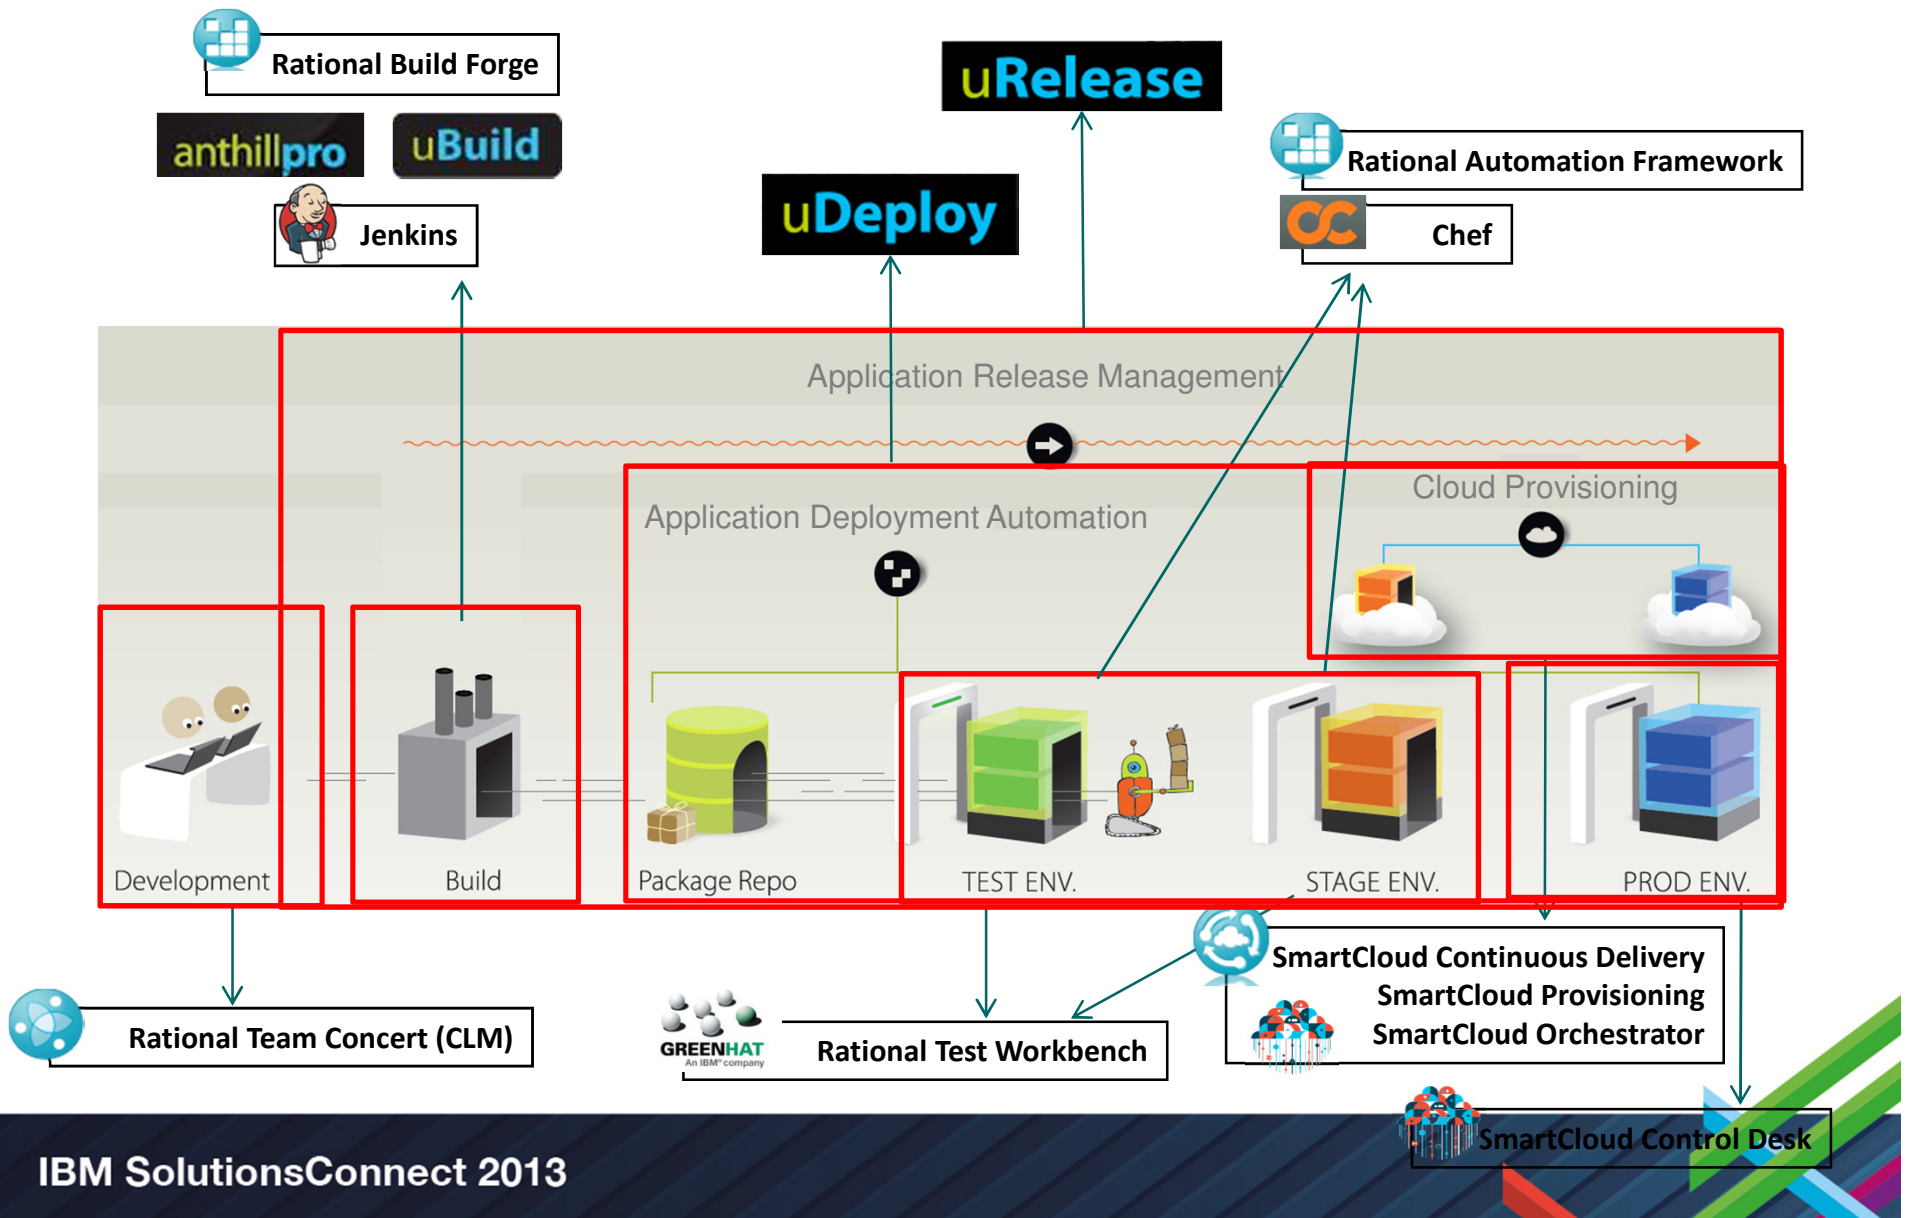 Rational Build Forge
anthillpro
uBuild
Jenkins
uRelease
uDeploy
Rational Automation Framework
Chef
Application Release Management
Cloud Provisioning
Application Deployment Automation
Development
Build
Package Repo
TEST ENV.
STAGE ENV.
PROD ENV.
Rational Team Concert (CLM)
GREENHAT
An IBM® company
Rational Test Workbench
SmartCloud Continuous Delivery
SmartCloud Provisioning
SmartCloud Orchestrator
SmartCloud Control Desk
IBM SolutionsConnect 2013